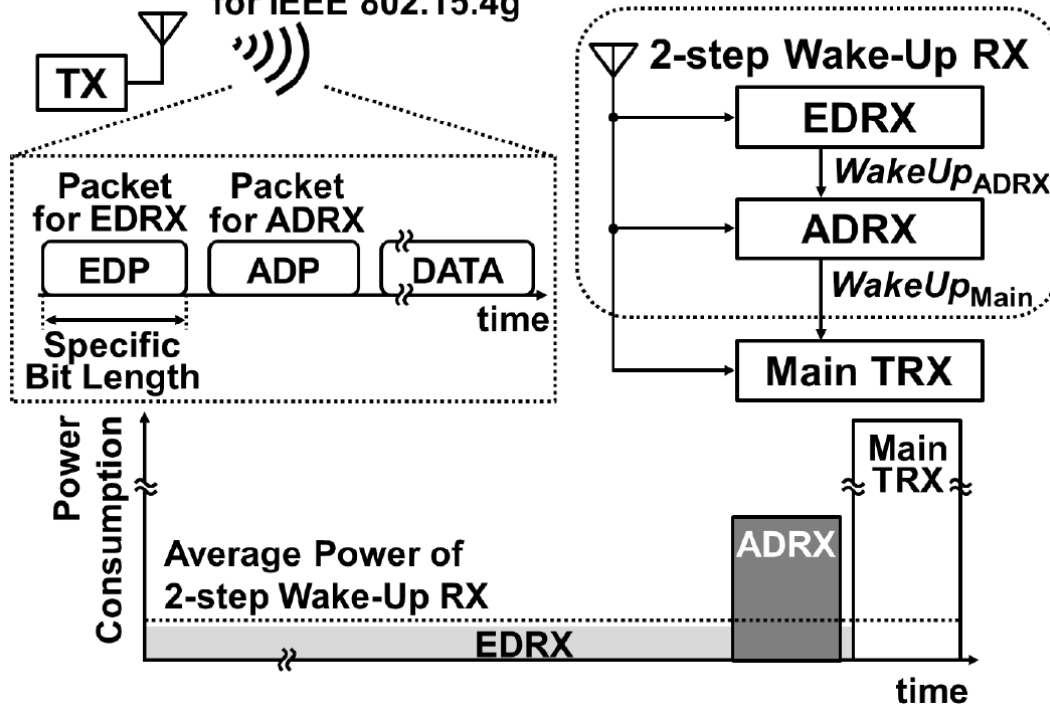 for IEEE 802.15.4g
TX
2-step Wake-Up RX
EDRX
WakeUpADRX
ADRX
WakeUpMain
Main TRX
Packet
for EDRX
Packet
for ADRX
EDP
ADP
DATA
time
Specific
Bit Length
Power
Consumption
Main
TRX
ADRX
Average Power of
2-step Wake-Up RX
EDRX
time